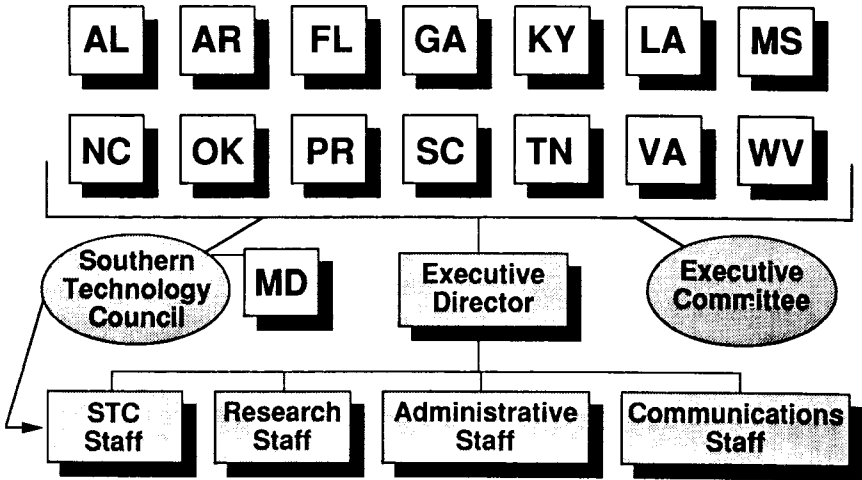 AL AR FL GA KY LA MS
NC OK PR SC TN VA WV
Southern
Technology
Council
MD
Executive
Director
Executive
Committee
STC
Staff
Research
Staff
Administrative
Staff
Communications
Staff